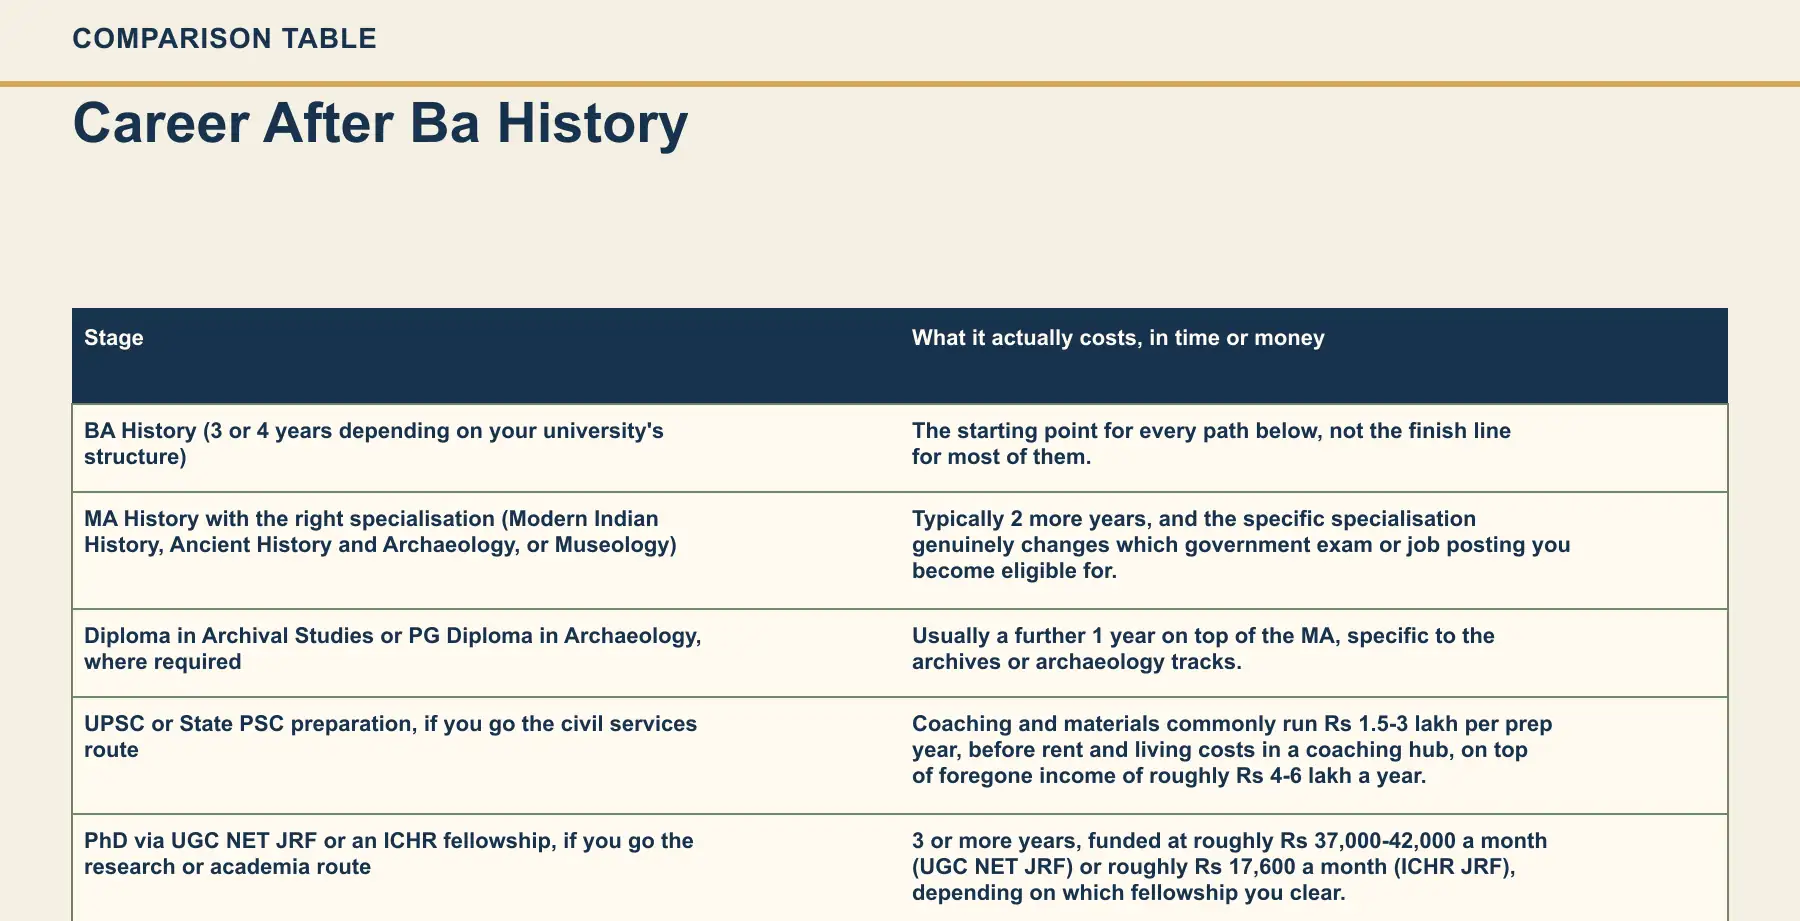 COMPARISON TABLE
Career After Ba History
Stage
What it actually costs, in time or money
BA History (3 or 4 years depending on your university's
structure)
The starting point for every path below, not the finish line
for most of them.
MA History with the right specialisation (Modern Indian
History, Ancient History and Archaeology, or Museology)
Typically 2 more years, and the specific specialisation
genuinely changes which government exam or job posting you
become eligible for.
Diploma in Archival Studies or PG Diploma in Archaeology,
where required
Usually a further 1 year on top of the MA, specific to the
archives or archaeology tracks.
UPSC or State PSC preparation, if you go the civil services
route
Coaching and materials commonly run Rs 1.5-3 lakh per prep
year, before rent and living costs in a coaching hub, on top
of foregone income of roughly Rs 4-6 lakh a year.
PhD via UGC NET JRF or an ICHR fellowship, if you go the
research or academia route
3 or more years, funded at roughly Rs 37,000-42,000 a month
(UGC NET JRF) or roughly Rs 17,600 a month (ICHR JRF),
depending on which fellowship you clear.